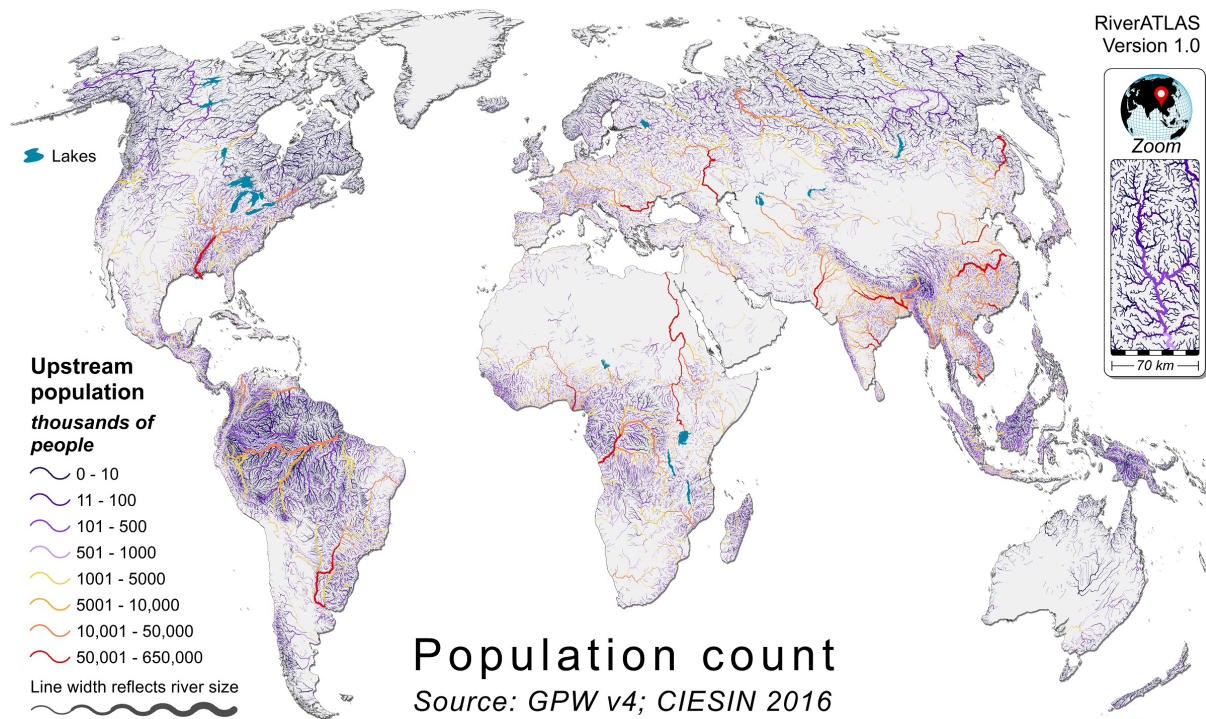 RiverATLAS
Version 1.0
Zoom
70 km
Lakes
Upstream
population
thousands of
people
0 - 10
11 - 100
101 - 500
501 - 1000
1001 - 5000
5001 - 10,000
10,001 - 50,000
50,001 - 650,000
Line width reflects river size
Population count
Source: GPW v4; CIESIN 2016